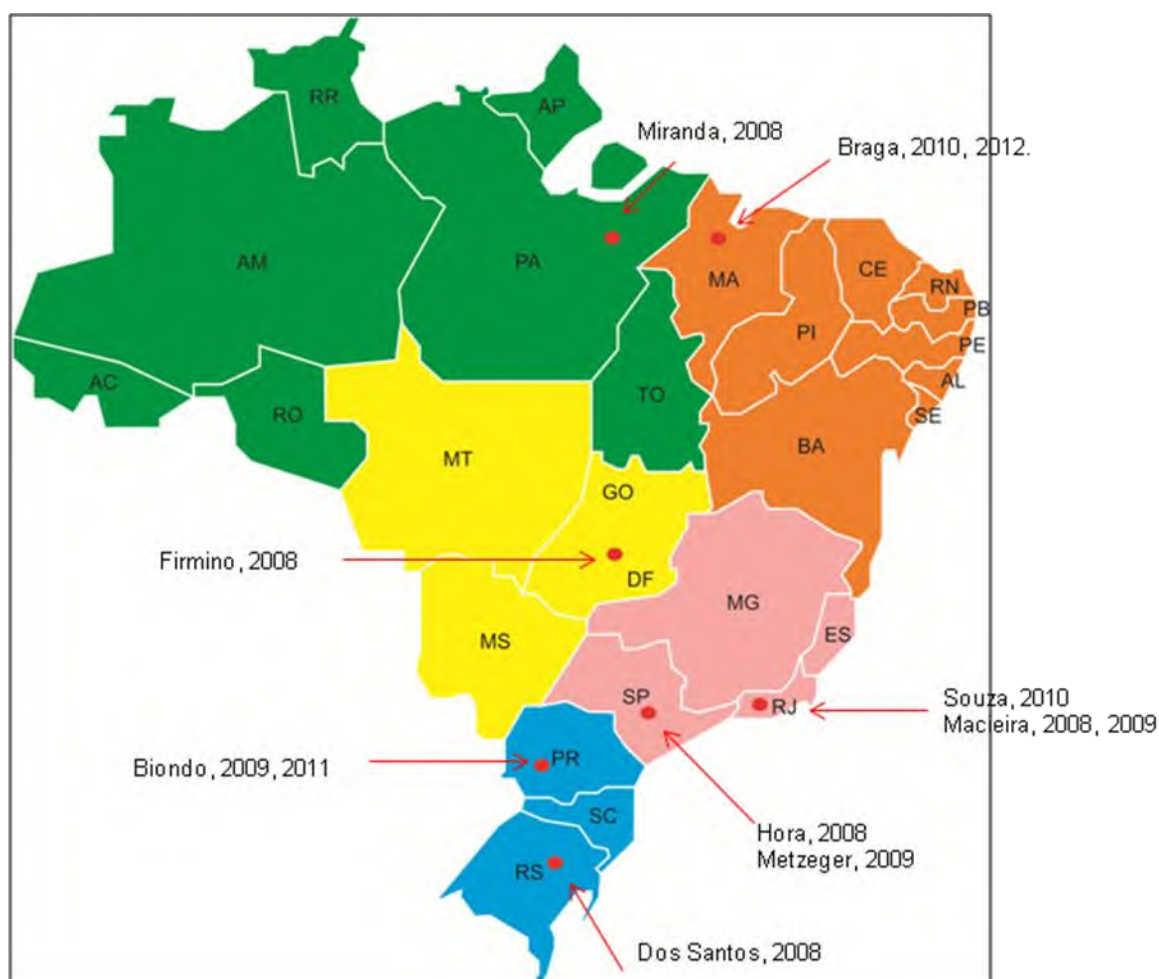 RR
AP
Miranda, 2008
Braga, 2010, 2012.
AM
PA
MA
CE
RN
PB
PI
PE
AC
TO
AL
RO
SE
BA
MT
GO
Firmino, 2008
DF
MG
ES
MS
SP
RJ
Souza, 2010
Macieira, 2008, 2009
PR
Biondo, 2009, 2011
SC
Hora, 2008
Metzeger, 2009
RS
Dos Santos, 2008